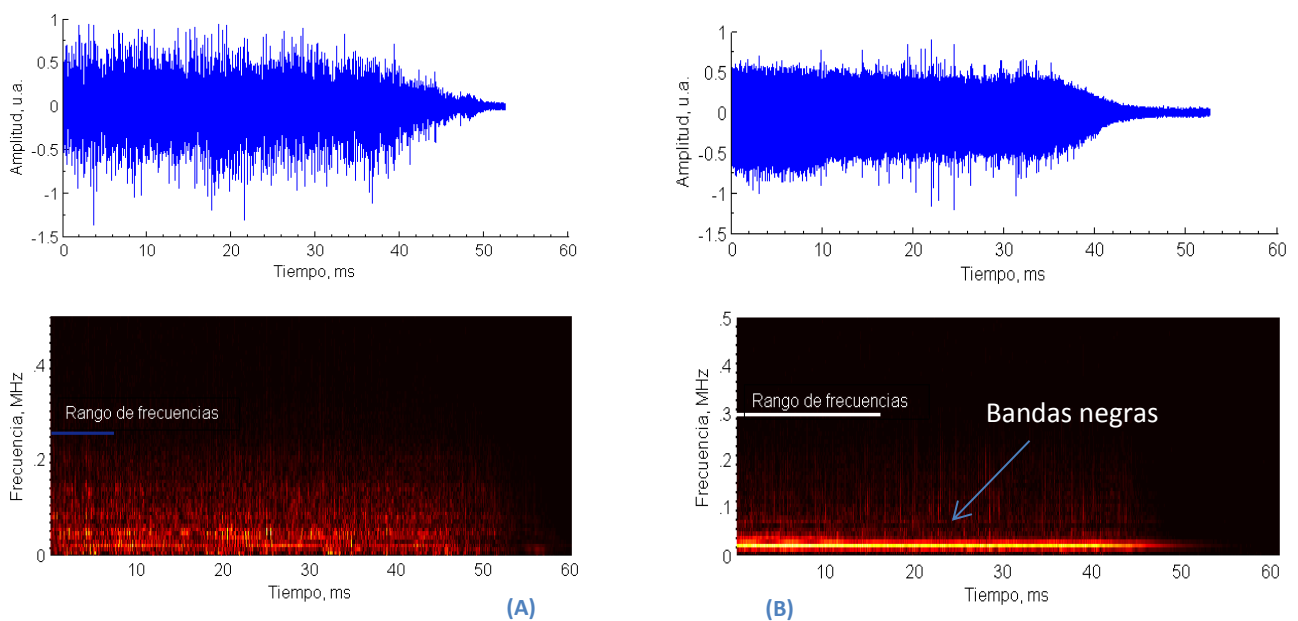 1
0.5
0
-0.5
-1
-1.5
Amplitud, u.a.
0 10 20 30 40 50 60
Tiempo, ms
1
0.5
0
-0.5
-1
-1.5
Amplitud, u.a.
0 10 20 30 40 50 60
Tiempo, ms
.4
.3
.2
.1
0
Frecuencia, MHz
Rango de frecuencias
10 20 30 40 50 60
Tiempo, ms
(A)
.5
.4
.3
.2
.1
0
Frecuencia, MHz
Rango de frecuencias
Bandas negras
10 20 30 40 50 60
Tiempo, ms
(B)